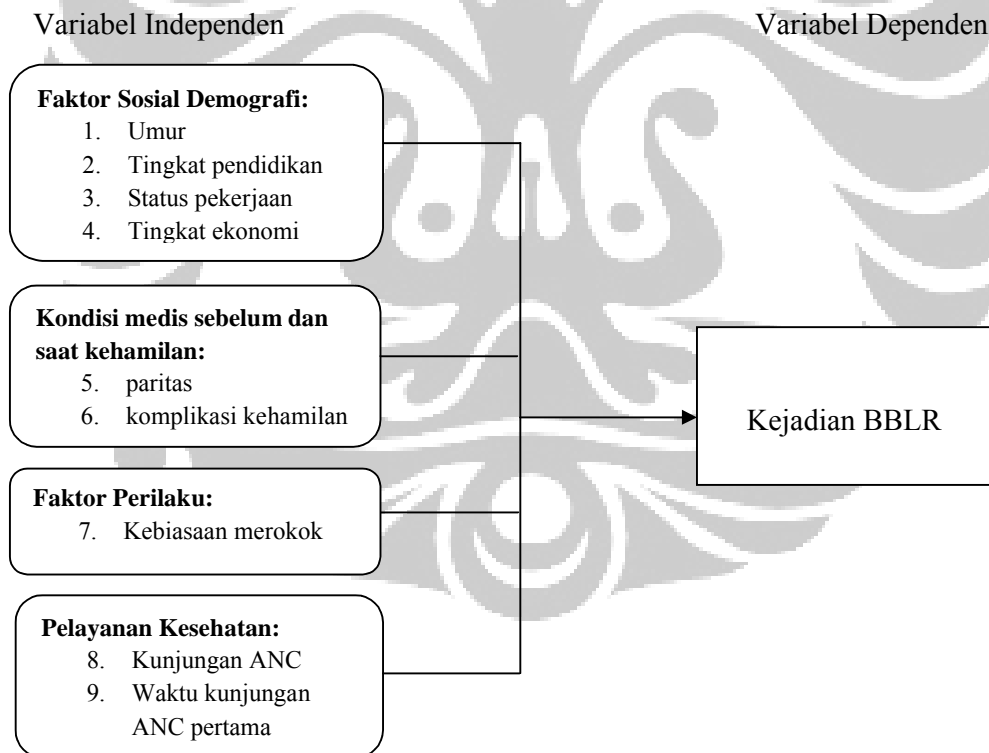 Variabel Independen
Variabel Dependen
Faktor Sosial Demografi:
1. Umur
2. Tingkat pendidikan
3. Status pekerjaan
4. Tingkat ekonomi
Kondisi medis sebelum dan
saat kehamilan:
5. paritas
6. komplikasi kehamilan
Faktor Perilaku:
7. Kebiasaan merokok
Pelayanan Kesehatan:
8. Kunjungan ANC
9. Waktu kunjungan
ANC pertama
Kejadian BBLR